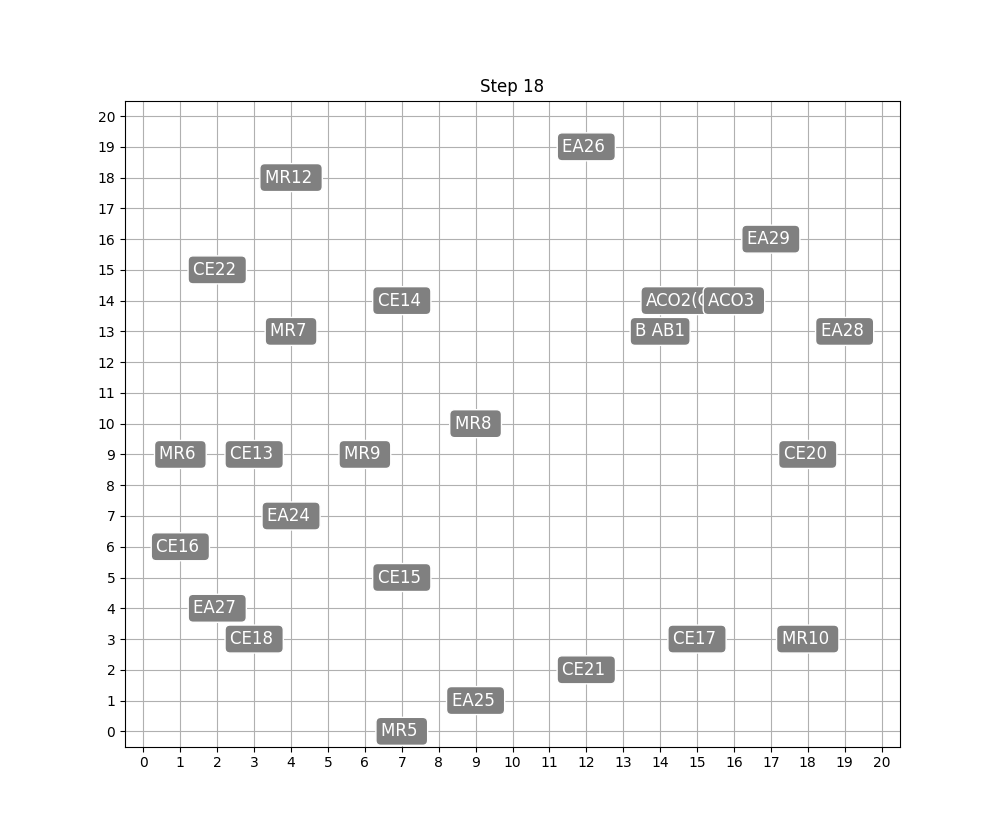 Step 18
20
19 EA26
18 MR12
17
16 EA29
15 CE22
14 CE14 ACO2( ACO3
13 MR7 B AB1 EA28
12
11
10 MR8
9 MR6 CE13 MR9 CE20
8
7 EA24
6 CE16
5 CE15
4 EA27
3 CE18 CE17 MR10
2 CE21
1 EA25
0 MR5
0 1 2 3 4 5 6 7 8 9 10 11 12 13 14 15 16 17 18 19 20